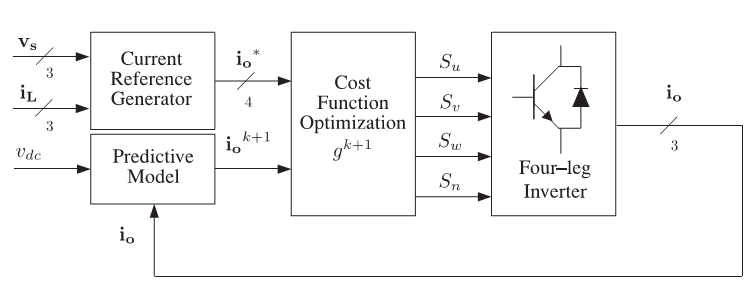 v_s
3
i_L
3
v_dc
Current
Reference
Generator
i_o*
4
Predictive
Model
i_o^{k+1}
Cost
Function
Optimization
g^{k+1}
S_u
S_v
S_w
S_n
Four–leg
Inverter
i_o
3
i_o